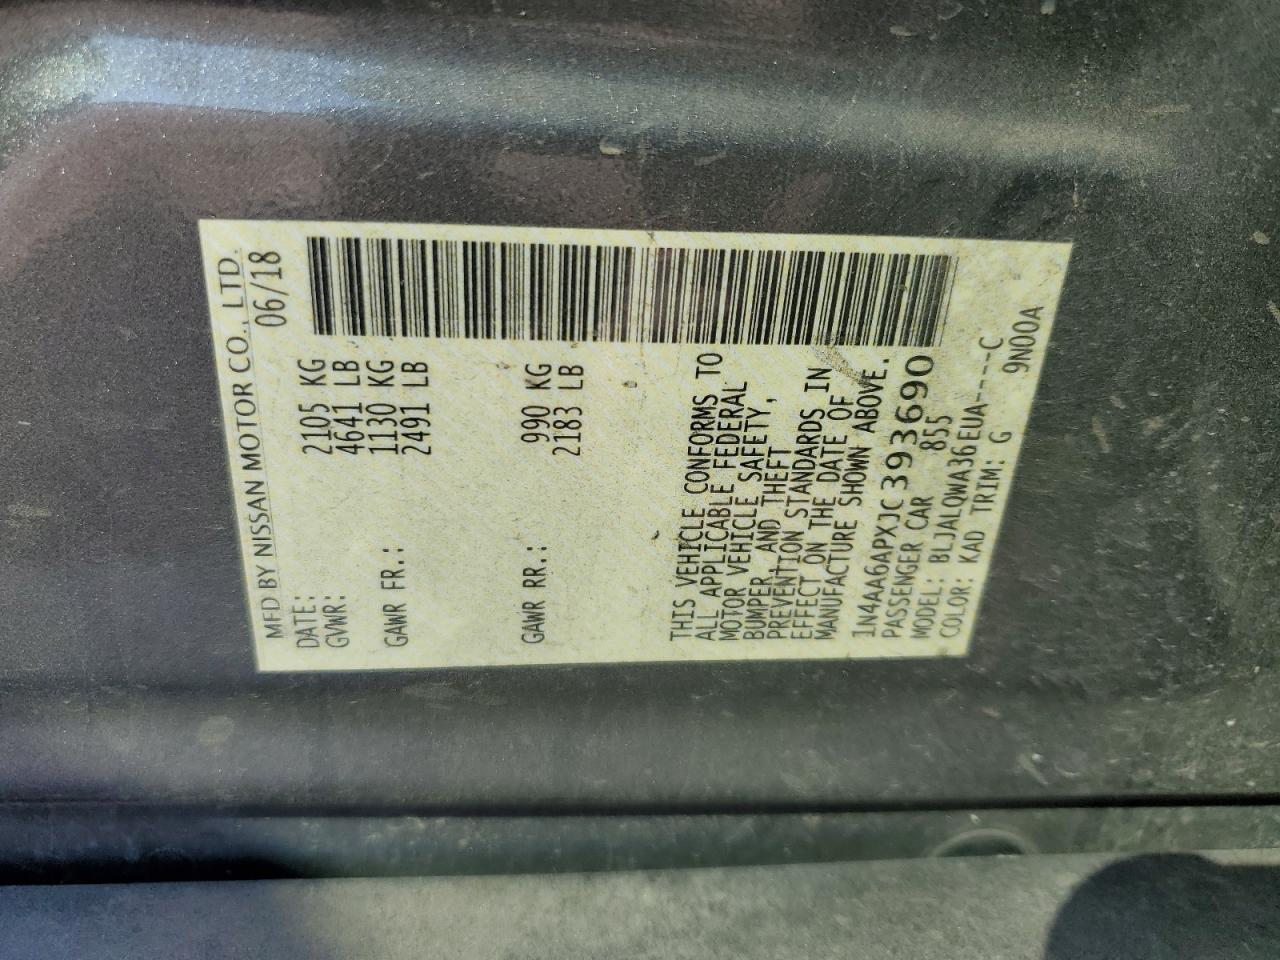 MFD BY NISSAN MOTOR CO., LTD.
DATE: 06/18
GVWR: 2105 KG
4641 LB
GAWR FR.: 1130 KG
2491 LB
GAWR RR.: 990 KG
2183 LB
THIS VEHICLE CONFORMS TO
ALL APPLICABLE FEDERAL
MOTOR VEHICLE SAFETY,
BUMPER, AND THEFT
PREVENTION STANDARDS IN
EFFECT ON THE DATE OF
MANUFACTURE SHOWN ABOVE.
1N4AA6APXJC393690
PASSENGER CAR 855
MODEL: BLJALQWA36EUA----C
COLOR: KAD TRIM: G 9N00A